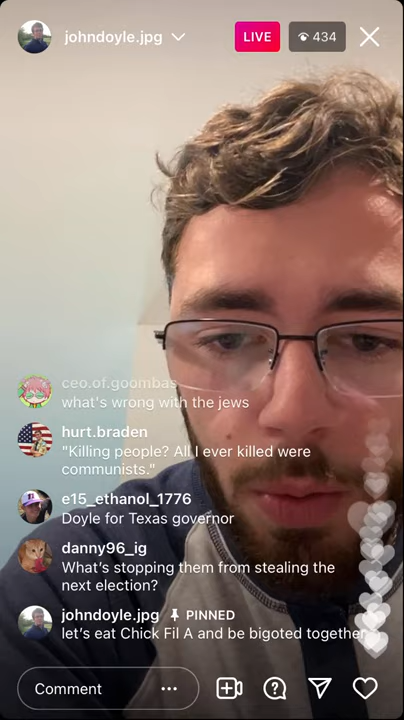 johndoyle.jpg
LIVE
434
ceo.of.goombas
what's wrong with the jews
hurt.braden
"Killing people? All I ever killed were
communists."
e15_ethanol_1776
Doyle for Texas governor
danny96_ig
What's stopping them from stealing the
next election?
johndoyle.jpg PINNED
let's eat Chick Fil A and be bigoted together
Comment